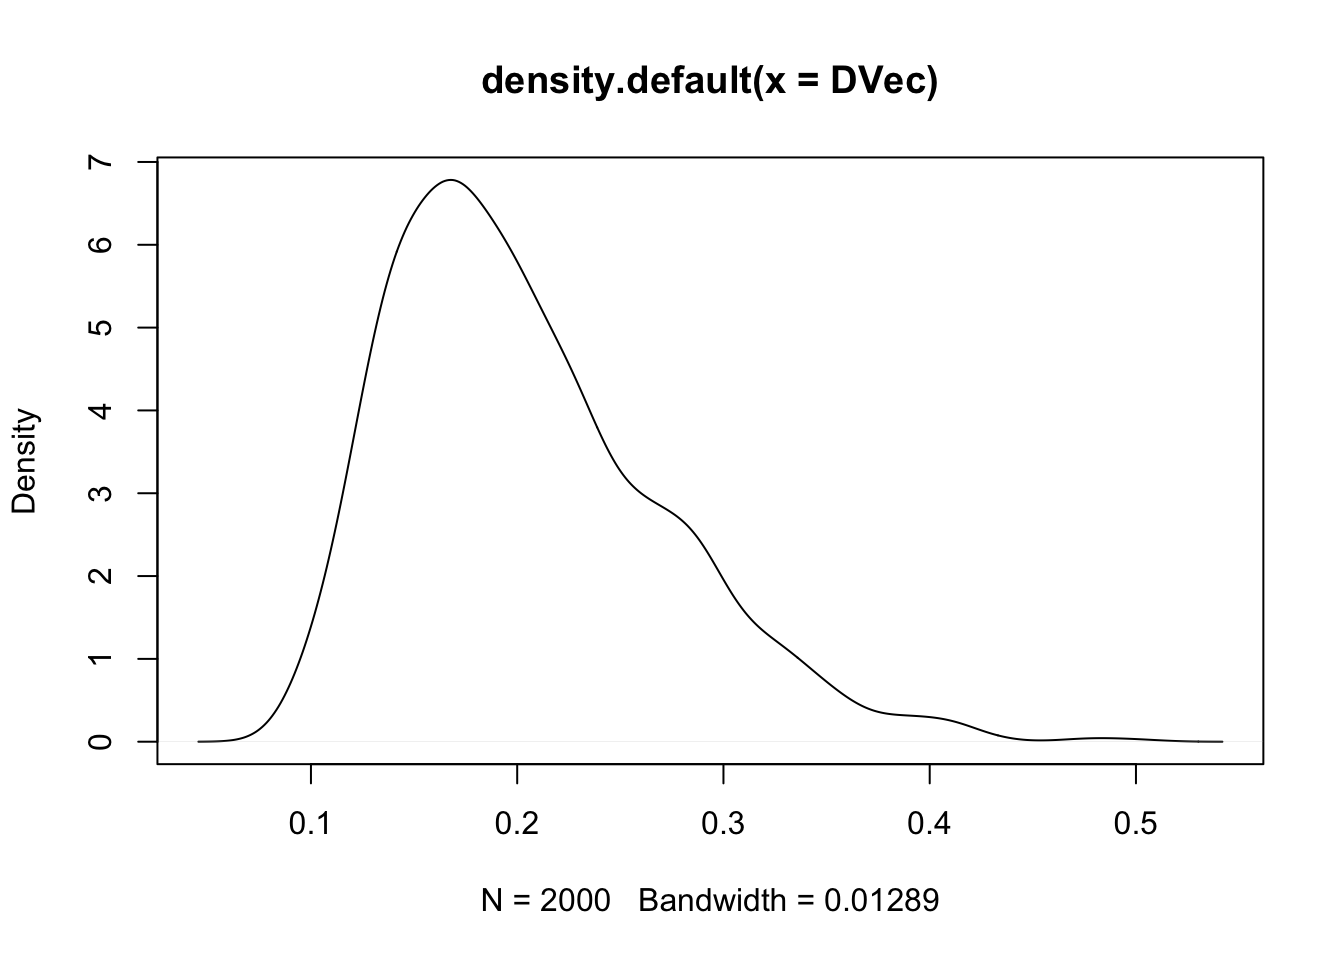 density.default(x = DVec)
Density
7
6
5
4
3
2
1
0
0.1 0.2 0.3 0.4 0.5
N = 2000   Bandwidth = 0.01289